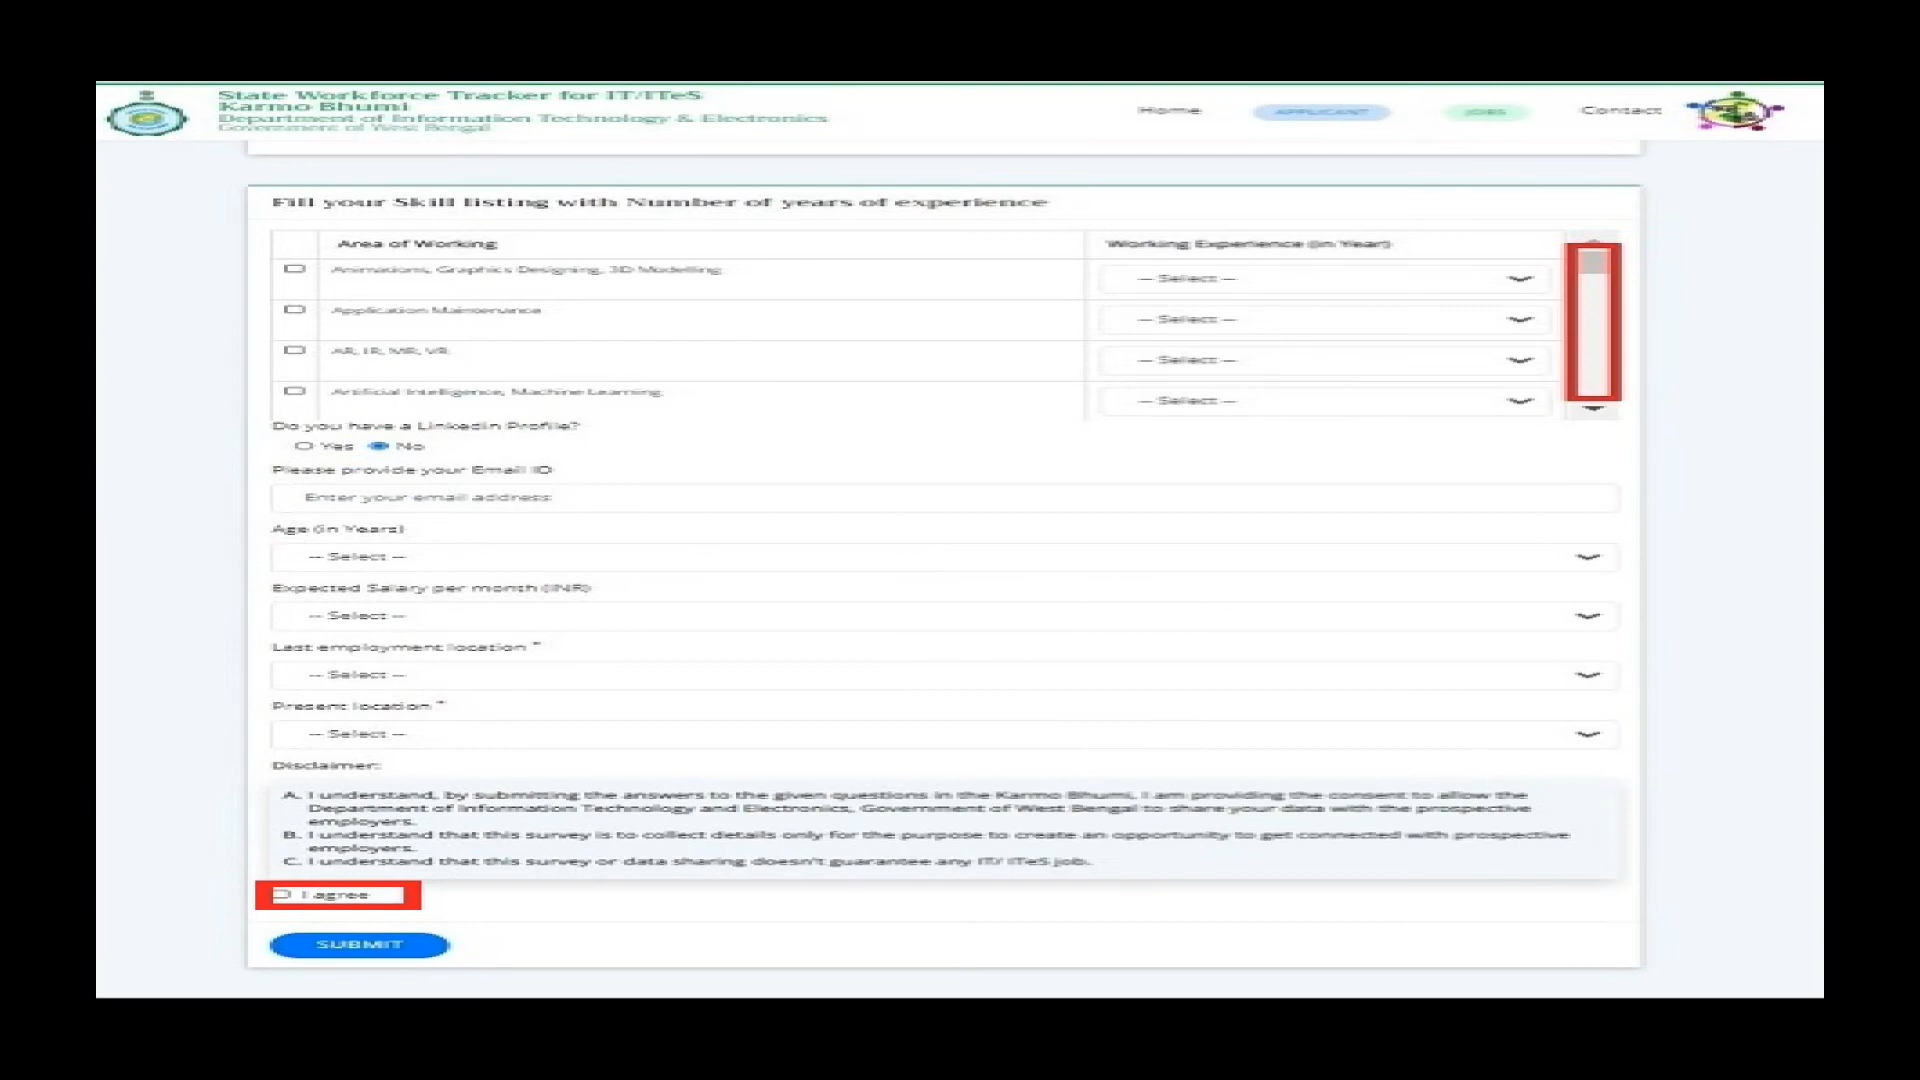 State Workforce Tracker for IT/ITeS
Karmo Bhumi
Department of Information Technology & Electronics
Government of West Bengal
Home
APPLICANT
JOBS
Contact
Fill your Skill listing with Number of years of experience
Area of Working
Working Experience (in Year)
Animations, Graphics Designing, 3D Modelling
-- Select --
Application Maintenance
-- Select --
AR, IR, MR, VR
-- Select --
Artificial Intelligence, Machine Learning
-- Select --
Do you have a Linkedin Profile?
Yes No
Please provide your Email ID
Enter your email address
Age (in Years)
-- Select --
Expected Salary per month (INR)
-- Select --
Last employment location *
-- Select --
Present location *
-- Select --
Disclaimer:
A. I understand, by submitting the answers to the given questions in the Karmo Bhumi, I am providing the consent to allow the
Department of Information Technology and Electronics, Government of West Bengal to share your data with the prospective
employers.
B. I understand that this survey is to collect details only for the purpose to create an opportunity to get connected with prospective
employers.
C. I understand that this survey or data sharing doesn't guarantee any IT/ ITeS job.
I agree
SUBMIT